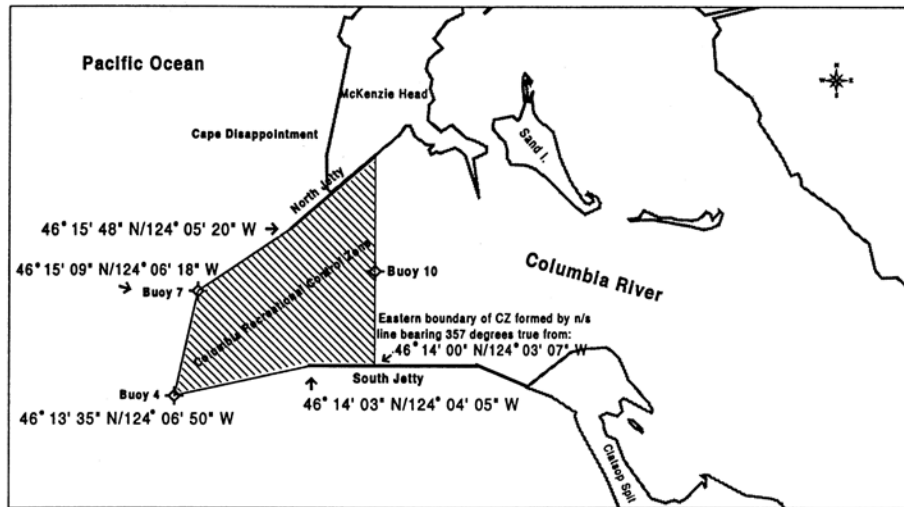 Pacific Ocean
McKenzie Head
Cape Disappointment
Sand I.
N
W E
S
North Jetty
46° 15' 48" N/124° 05' 20" W
46° 15' 09" N/124° 06' 18" W
Buoy 7
Columbia Recreational Control Zone
Buoy 10
Columbia River
Eastern boundary of CZ formed by n/s
line bearing 357 degrees true from:
46° 14' 00" N/124° 03' 07" W
South Jetty
Buoy 4
46° 13' 35" N/124° 06' 50" W
46° 14' 03" N/124° 04' 05" W
Clatsop Spit